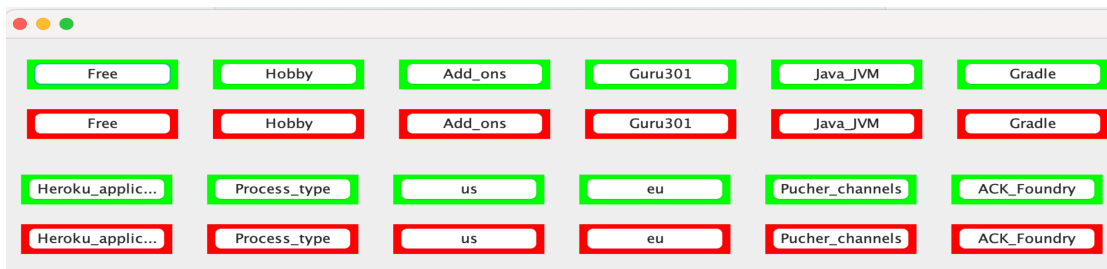 Free Hobby Add_ons Guru301 Java_JVM Gradle
Free Hobby Add_ons Guru301 Java_JVM Gradle
Heroku_applic... Process_type us eu Pucher_channels ACK_Foundry
Heroku_applic... Process_type us eu Pucher_channels ACK_Foundry